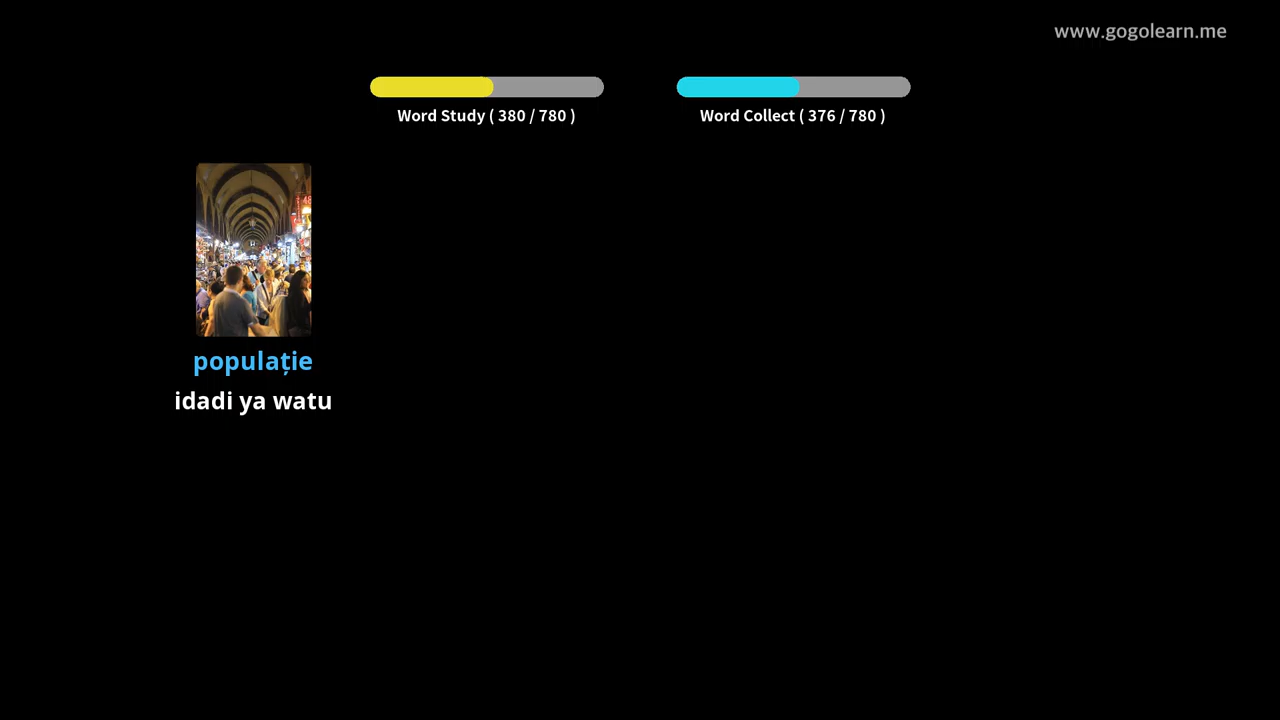 www.gogolearn.me
Word Study ( 380 / 780 )
Word Collect ( 376 / 780 )
populație
idadi ya watu